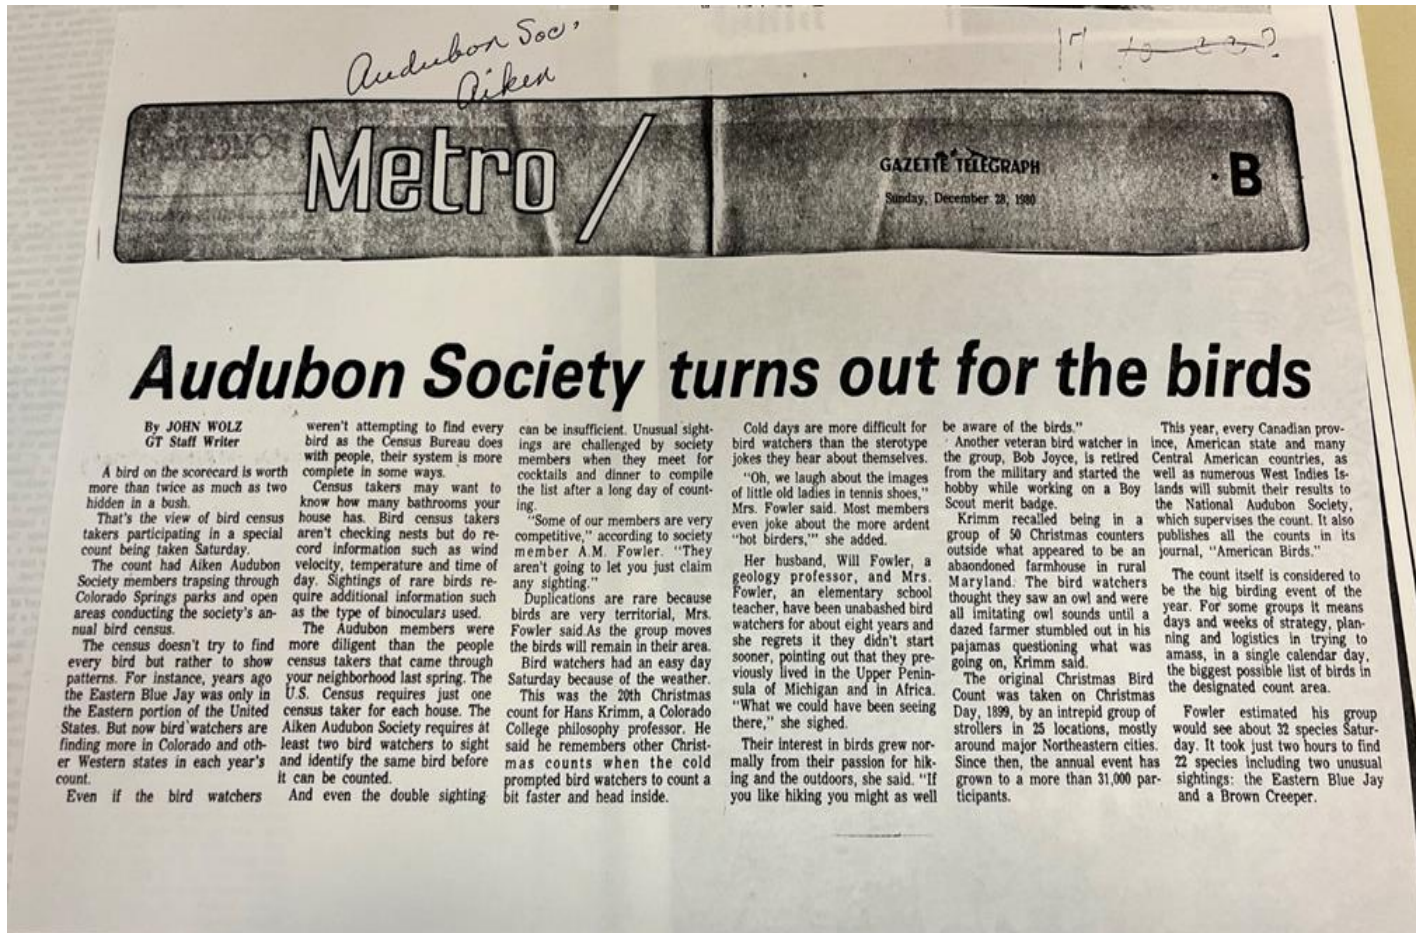 Audubon Soc.
Aiken
17
Metro/
GAZETTE TELEGRAPH
Sunday, December 28, 1980
B
Audubon Society turns out for the birds
By JOHN WOLZ
GT Staff Writer
A bird on the scorecard is worth
more than twice as much as two
hidden in a bush.
That's the view of bird census
takers participating in a special
count being taken Saturday.
The count had Aiken Audubon
Society members trapsing through
Colorado Springs parks and open
areas conducting the society's an-
nual bird census.
The census doesn't try to find
every bird but rather to show
patterns. For instance, years ago
the Eastern Blue Jay was only in
the Eastern portion of the United
States. But now bird watchers are
finding more in Colorado and oth-
er Western states in each year's
count.
Even if the bird watchers
weren't attempting to find every
bird as the Census Bureau does
with people, their system is more
complete in some ways.
Census takers may want to
know how many bathrooms your
house has. Bird census takers
aren't checking nests but do re-
cord information such as wind
velocity, temperature and time of
day. Sightings of rare birds re-
quire additional information such
as the type of binoculars used.
The Audubon members were
more diligent than the people
census takers that came through
your neighborhood last spring. The
U.S. Census requires just one
census taker for each house. The
Aiken Audubon Society requires at
least two bird watchers to sight
and identify the same bird before
it can be counted.
And even the double sighting
can be insufficient. Unusual sight-
ings are challenged by society
members when they meet for
cocktails and dinner to compile
the list after a long day of count-
ing.
"Some of our members are very
competitive," according to society
member A.M. Fowler. "They
aren't going to let you just claim
any sighting."
Duplications are rare because
birds are very territorial, Mrs.
Fowler said.As the group moves
the birds will remain in their area.
Bird watchers had an easy day
Saturday because of the weather.
This was the 20th Christmas
count for Hans Krimm, a Colorado
College philosophy professor. He
said he remembers other Christ-
mas counts when the cold
prompted bird watchers to count a
bit faster and head inside.
Cold days are more difficult for
bird watchers than the sterotype
jokes they hear about themselves.
"Oh, we laugh about the images
of little old ladies in tennis shoes,"
Mrs. Fowler said. Most members
even joke about the more ardent
"hot birders,'" she added.
Her husband, Will Fowler, a
geology professor, and Mrs.
Fowler, an elementary school
teacher, have been unabashed bird
watchers for about eight years and
she regrets it they didn't start
sooner, pointing out that they pre-
viously lived in the Upper Penin-
sula of Michigan and in Africa.
"What we could have been seeing
there," she sighed.
Their interest in birds grew nor-
mally from their passion for hik-
ing and the outdoors, she said. "If
you like hiking you might as well
be aware of the birds."
Another veteran bird watcher in
the group, Bob Joyce, is retired
from the military and started the
hobby while working on a Boy
Scout merit badge.
Krimm recalled being in a
group of 50 Christmas counters
outside what appeared to be an
abaondoned farmhouse in rural
Maryland. The bird watchers
thought they saw an owl and were
all imitating owl sounds until a
dazed farmer stumbled out in his
pajamas questioning what was
going on, Krimm said.
The original Christmas Bird
Count was taken on Christmas
Day, 1899, by an intrepid group of
strollers in 25 locations, mostly
around major Northeastern cities.
Since then, the annual event has
grown to a more than 31,000 par-
ticipants.
This year, every Canadian prov-
ince, American state and many
Central American countries, as
well as numerous West Indies Is-
lands will submit their results to
the National Audubon Society,
which supervises the count. It also
publishes all the counts in its
journal, "American Birds."
The count itself is considered to
be the big birding event of the
year. For some groups it means
days and weeks of strategy, plan-
ning and logistics in trying to
amass, in a single calendar day,
the biggest possible list of birds in
the designated count area.
Fowler estimated his group
would see about 32 species Satur-
day. It took just two hours to find
22 species including two unusual
sightings: the Eastern Blue Jay
and a Brown Creeper.